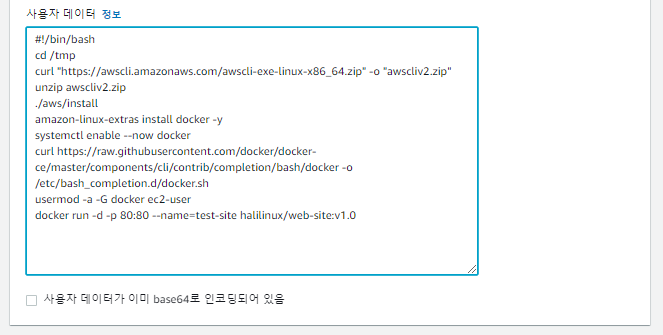 사용자 데이터 정보
#!/bin/bash
cd /tmp
curl "https://awscli.amazonaws.com/awscli-exe-linux-x86_64.zip" -o "awscliv2.zip"
unzip awscliv2.zip
./aws/install
amazon-linux-extras install docker -y
systemctl enable --now docker
curl https://raw.githubusercontent.com/docker/docker-
ce/master/components/cli/contrib/completion/bash/docker -o
/etc/bash_completion.d/docker.sh
usermod -a -G docker ec2-user
docker run -d -p 80:80 --name=test-site halilinux/web-site:v1.0
사용자 데이터가 이미 base64로 인코딩되어 있음